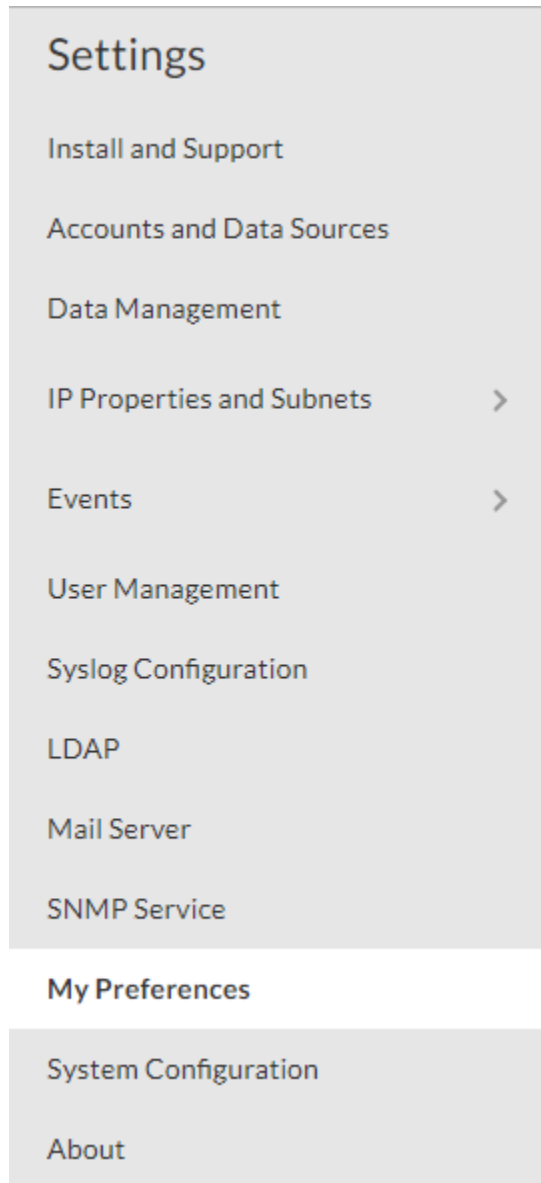 Settings
Install and Support
Accounts and Data Sources
Data Management
IP Properties and Subnets
Events
User Management
Syslog Configuration
LDAP
Mail Server
SNMP Service
My Preferences
System Configuration
About